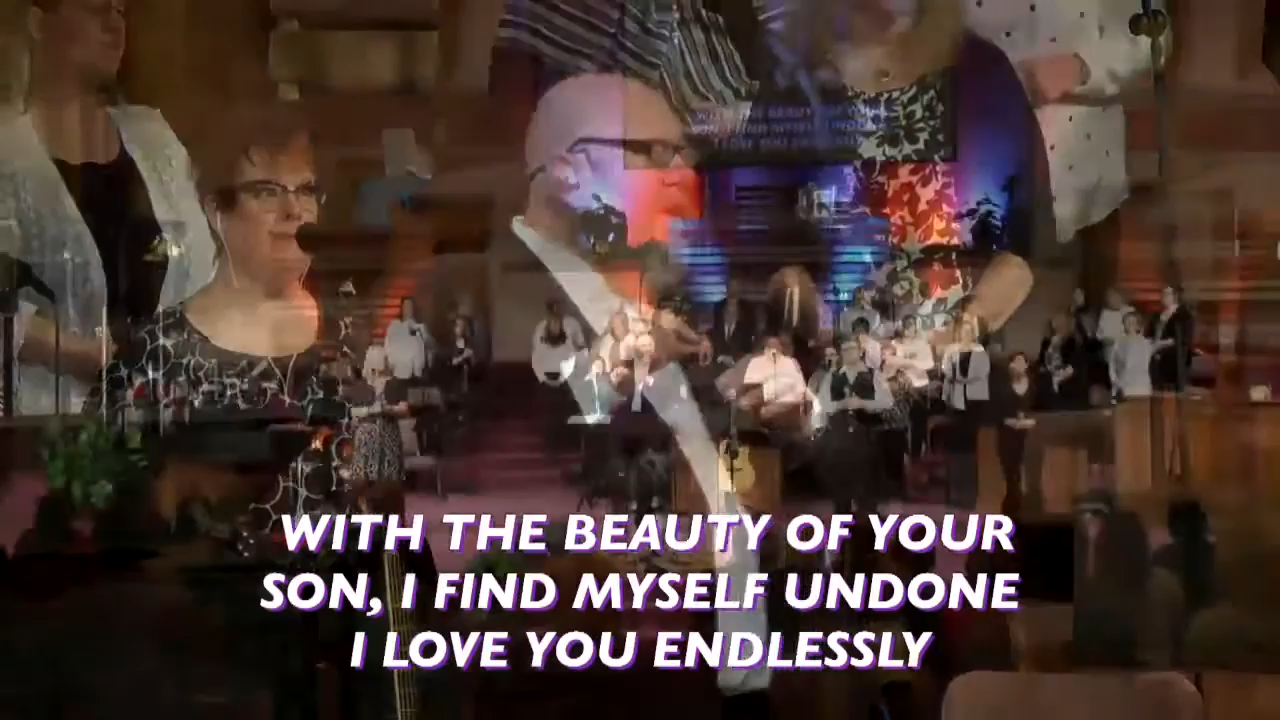 WITH THE BEAUTY OF YOUR
SON, I FIND MYSELF UNDONE
I LOVE YOU ENDLESSLY